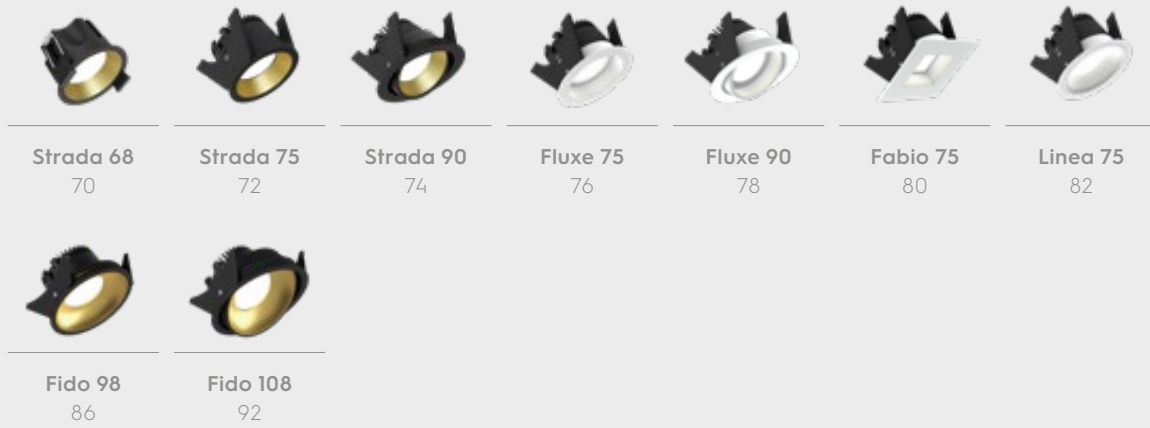 Strada 68
70
Strada 75
72
Strada 90
74
Fluxe 75
76
Fluxe 90
78
Fabio 75
80
Linea 75
82
Fido 98
86
Fido 108
92